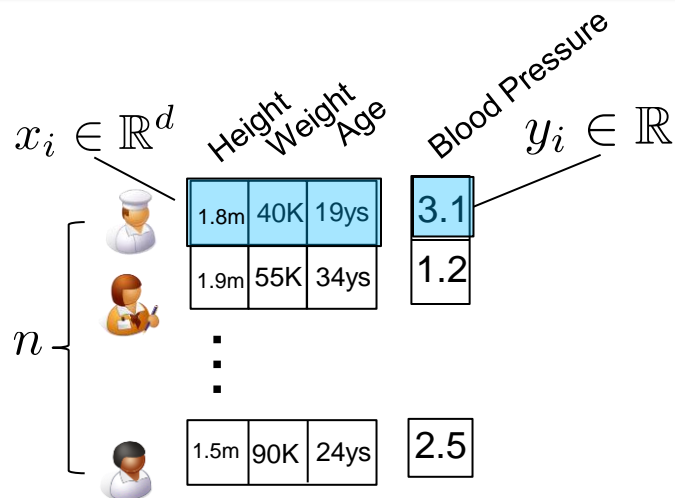 Height Weight Age Blood Pressure
x_i ∈ ℝ^d y_i ∈ ℝ
1.8m 40K 19ys 3.1
1.9m 55K 34ys 1.2
n
⋮
1.5m 90K 24ys 2.5